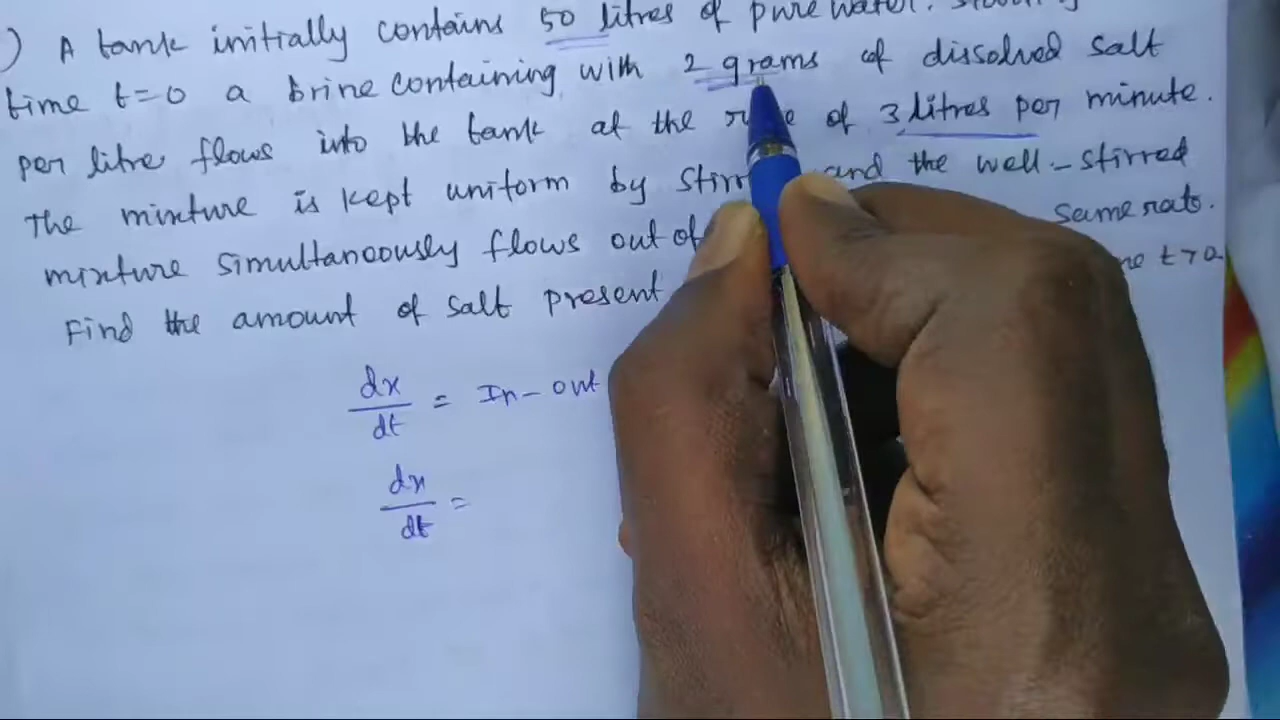 ) A tank initially contains 50 litres of pure water.
time t=0 a brine containing with 2 grams of dissolved salt
per litre flows into the tank at the of 3 litres per minute.
The mixture is kept uniform by and the well-stirred
mixture simultaneously flows out of same rate.
Find the amount of salt present t>0
dx/dt = In - out
dx/dt =